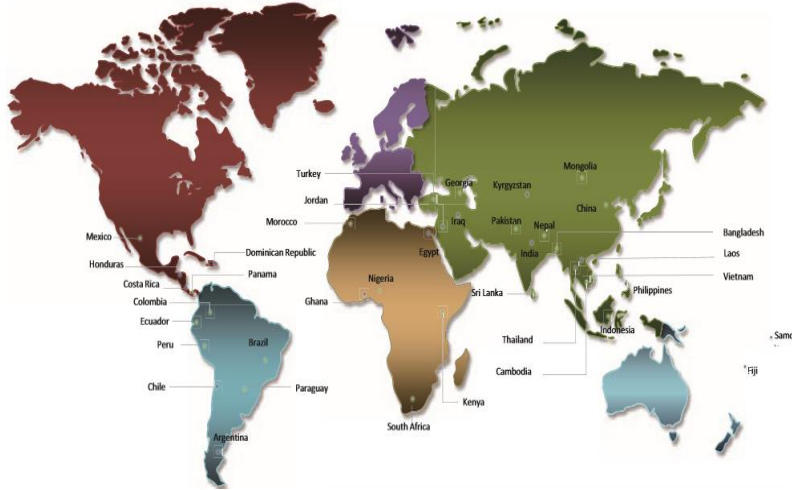 Mongolia
Turkey
Georgia
Kyrgyzstan
Jordan
China
Morocco
Iraq
Pakistan
Nepal
Bangladesh
Mexico
Egypt
India
Dominican Republic
Laos
Honduras
Panama
Nigeria
Vietnam
Costa Rica
Sri Lanka
Philippines
Colombia
Ghana
Ecuador
Indonesia
Samo
Peru
Brazil
Thailand
Cambodia
Fiji
Chile
Paraguay
Kenya
South Africa
Argentina